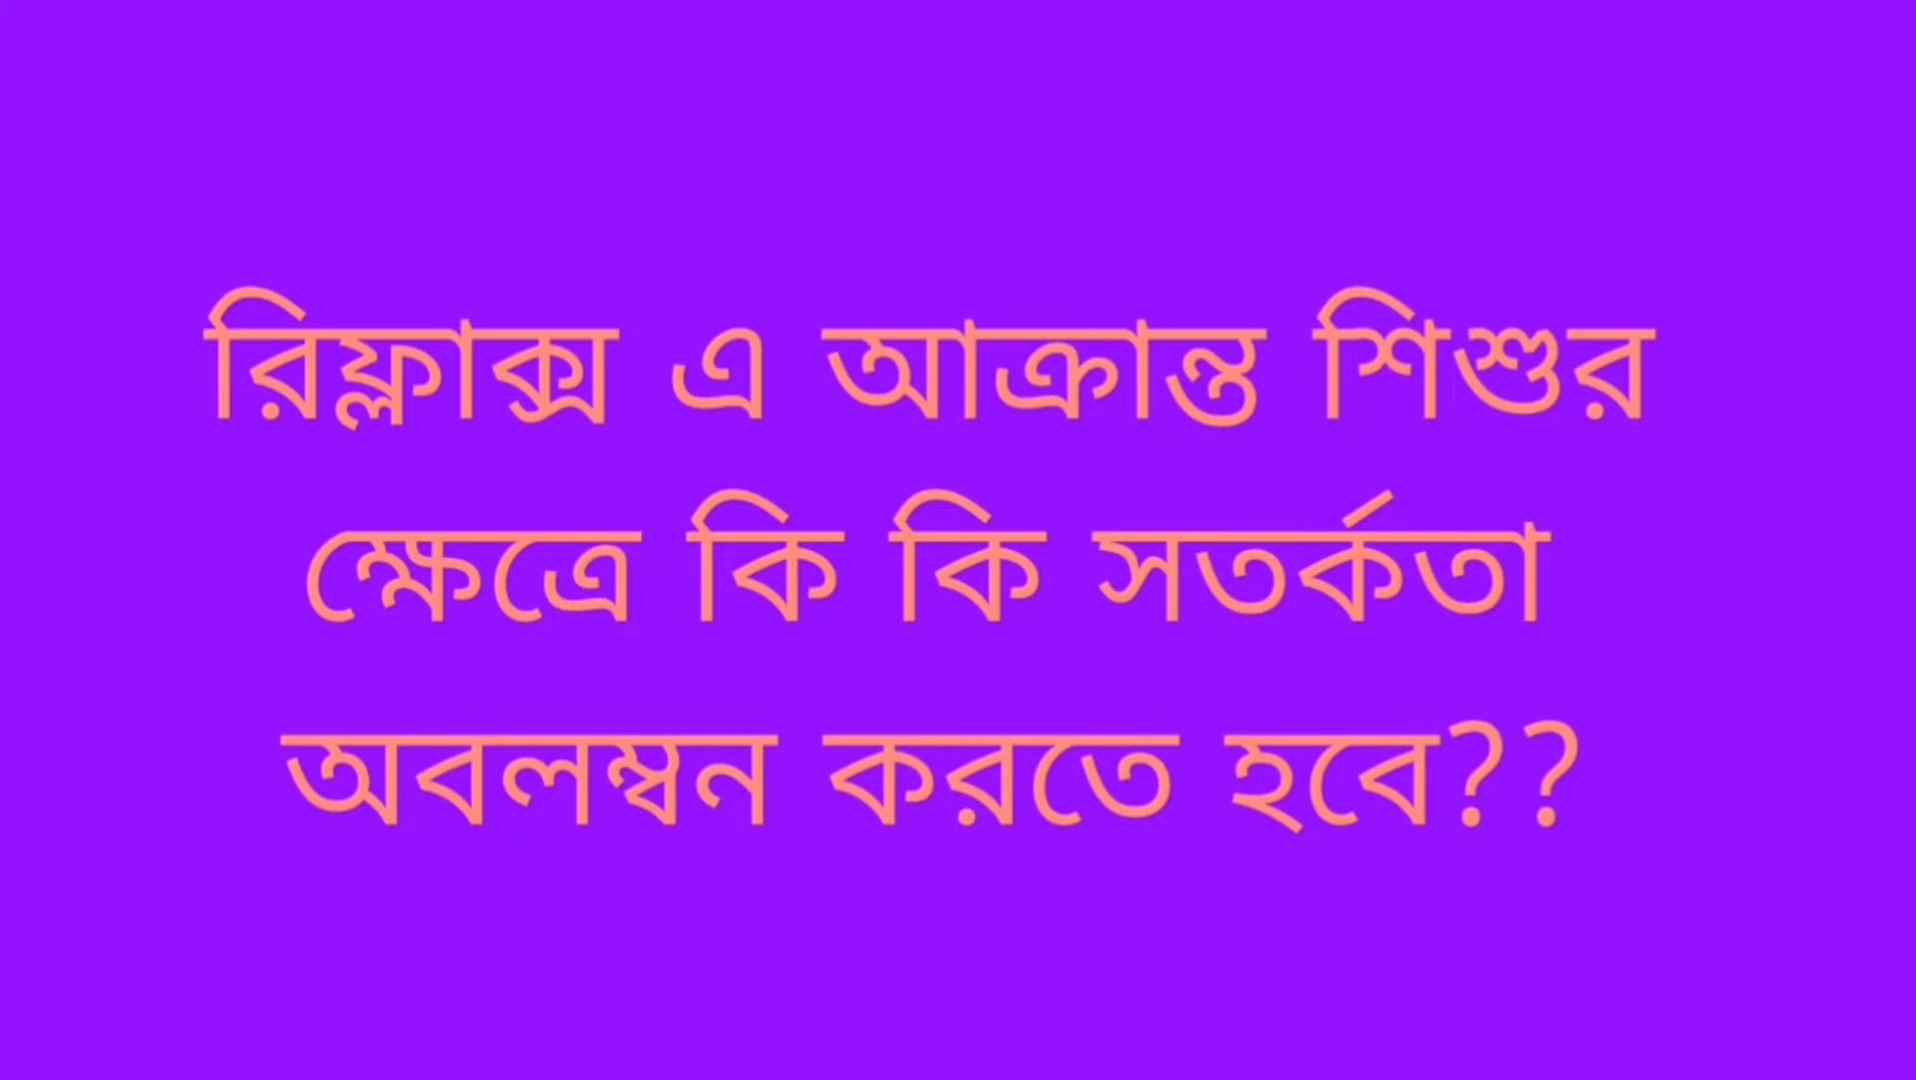 রিফ্লাক্স এ আক্রান্ত শিশুর
ক্ষেত্রে কি কি সতর্কতা
অবলম্বন করতে হবে??